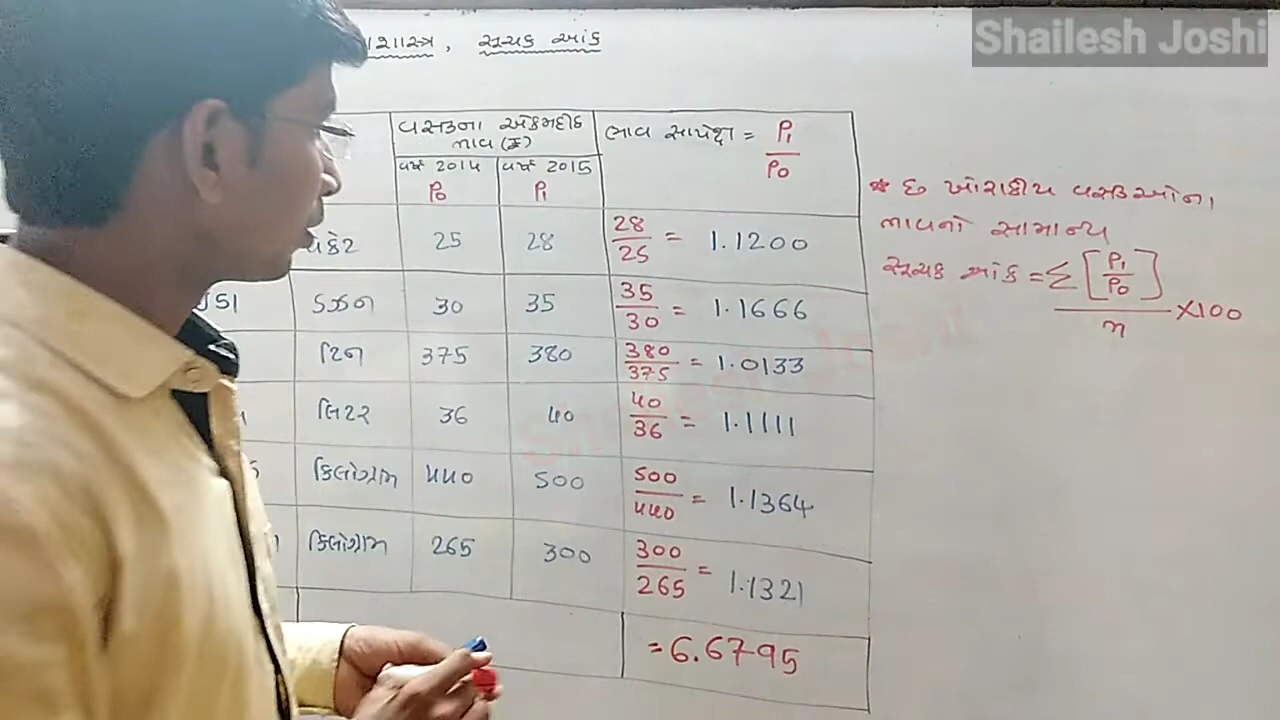 Shailesh Joshi
ાશાસ્ત્ર, સૂચક આંક
વસ્તુના એકમદીઠ
ભાવ (₹)
વર્ષ 2014 વર્ષ 2015
P₀ P₁
ભાવ સાપેક્ષ = P₁/P₀
પેકેટ 25 28 28/25 = 1.1200
ડઝન 30 35 35/30 = 1.1666
ટિન 375 380 380/375 = 1.0133
લિટર 36 40 40/36 = 1.1111
કિલોગ્રામ 440 500 500/440 = 1.1364
કિલોગ્રામ 265 300 300/265 = 1.1321
= 6.6795
* છ ખોરાકીય વસ્તુઓના
ભાવનો સામાન્ય
સૂચક આંક = Σ[P₁/P₀]/n ×100